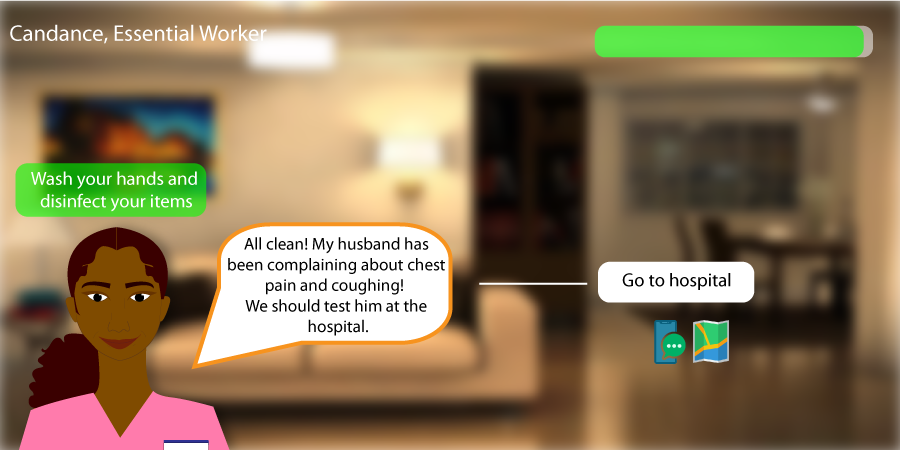 Candance, Essential Worker
Wash your hands and
disinfect your items
All clean! My husband has
been complaining about chest
pain and coughing!
We should test him at the
hospital.
Go to hospital